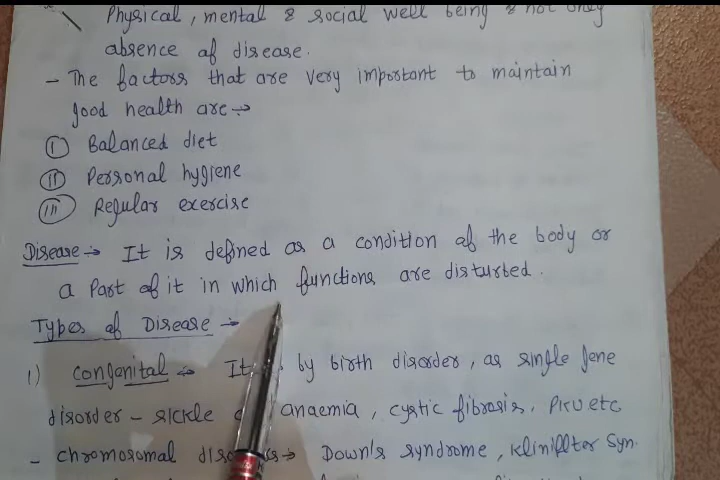 Physical, mental & social well being & not only
absence of disease.
- The factors that are very important to maintain
good health are →
(i) Balanced diet
(ii) Personal hygiene
(iii) Regular exercise
Disease → It is defined as a condition of the body or
a part of it in which functions are disturbed.
Types of Disease →
1) Congenital → It by birth disorder, as single gene
disorder - sickle anaemia, cystic fibrosis, PKU etc
- chromosomal → Down's syndrome, Kliniflter Syn.